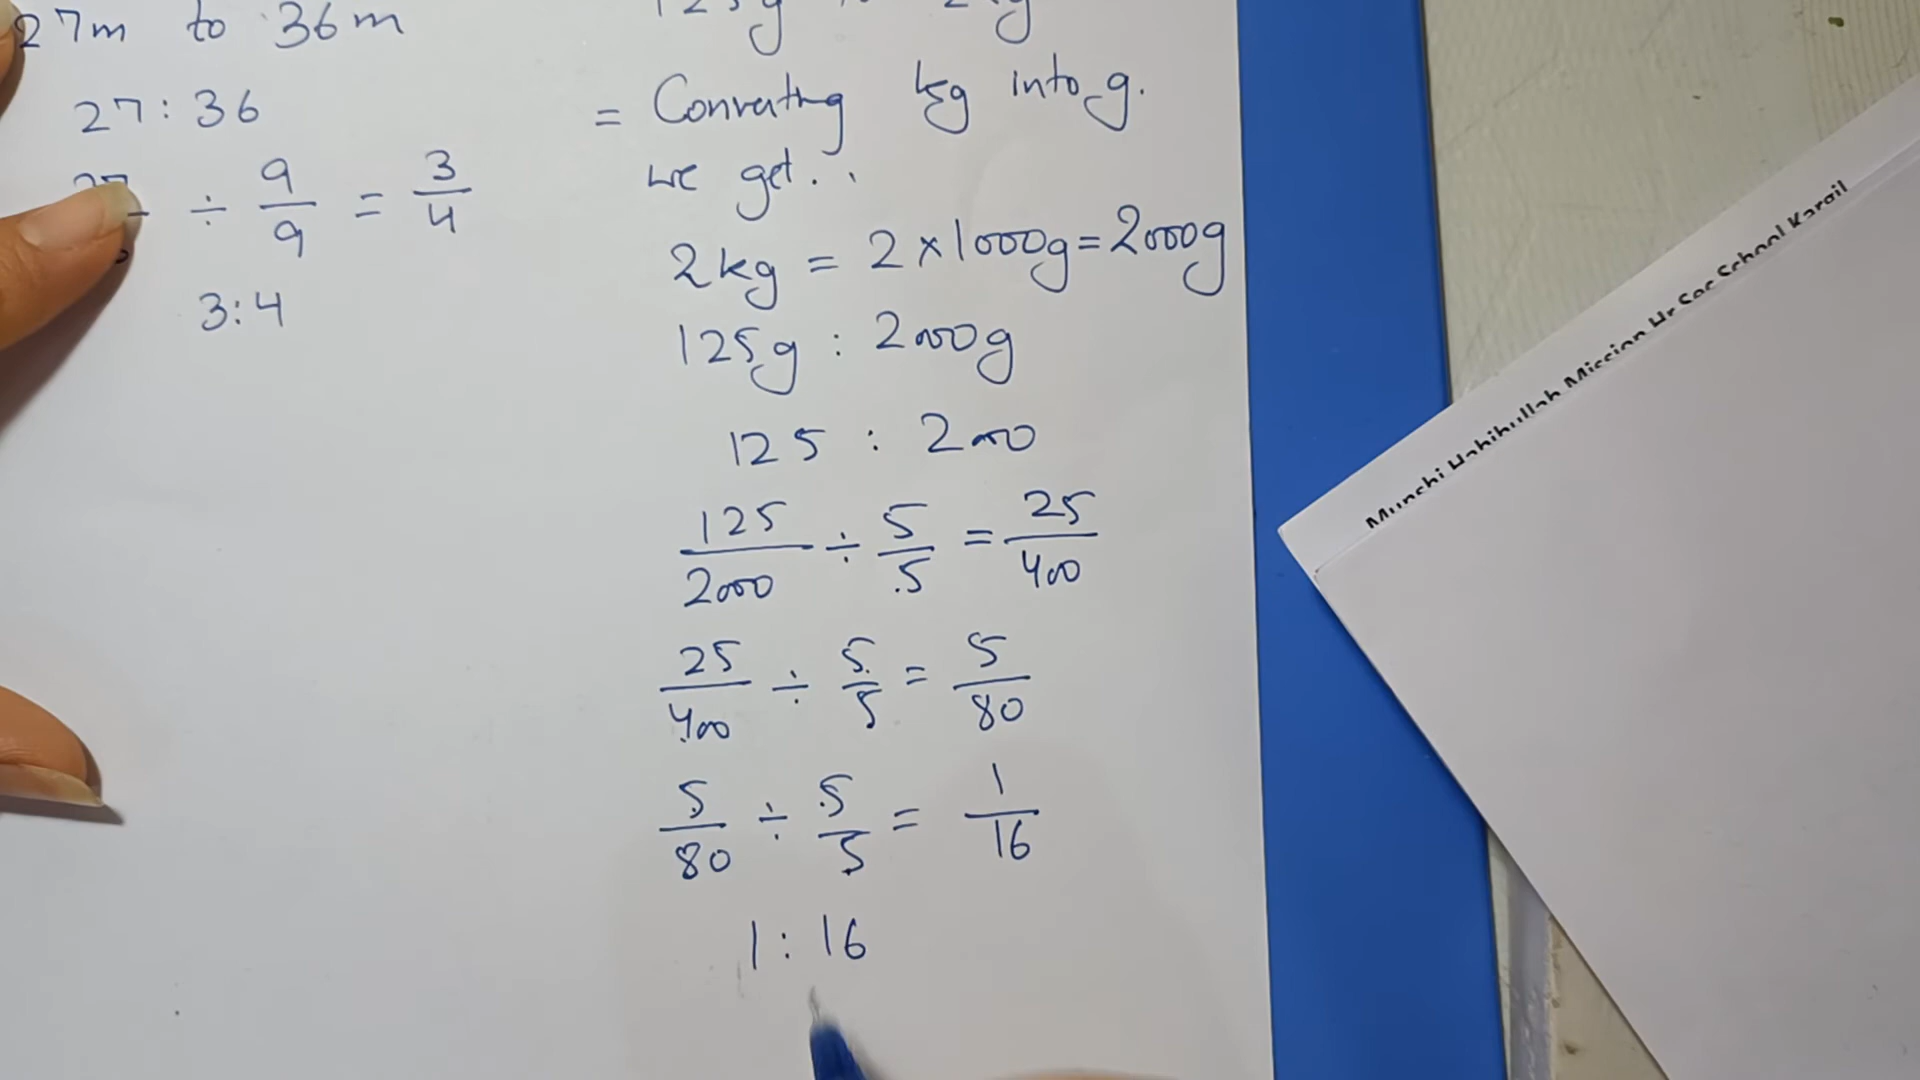 27m to 36m
27:36
÷ 9/9 = 3/4
3:4
125g
= Converting kg into g.
we get..
2kg = 2×1000g=2000g
125g : 2000g
125 : 2000
125/2000 ÷ 5/5 = 25/400
25/400 ÷ 5/5 = 5/80
5/80 ÷ 5/5 = 1/16
1:16
Munshi Habibullah Mission Hr Sec School Karail